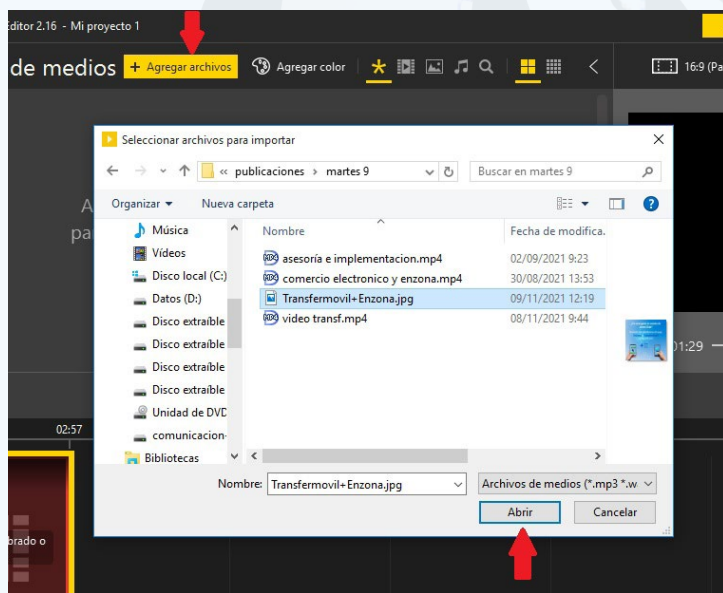 Editor 2.16 - Mi proyecto 1
de medios + Agregar archivos Agregar color 16:9 (Pa
Seleccionar archivos para importar
« publicaciones › martes 9 Buscar en martes 9
Organizar Nueva carpeta
Nombre Fecha de modifica.
Música
Vídeos
Disco local (C:)
Datos (D:)
Disco extraíble
Disco extraíble
Disco extraíble
Disco extraíble
Unidad de DVD
comunicacion-
Bibliotecas
asesoría e implementacion.mp4 02/09/2021 9:23
comercio electronico y enzona.mp4 30/08/2021 13:53
Transfermovil+Enzona.jpg 09/11/2021 12:19
video transf.mp4 08/11/2021 9:44
01:29
02:57
Nombre: Transfermovil+Enzona.jpg Archivos de medios (*.mp3 *.w
Abrir Cancelar
brado o